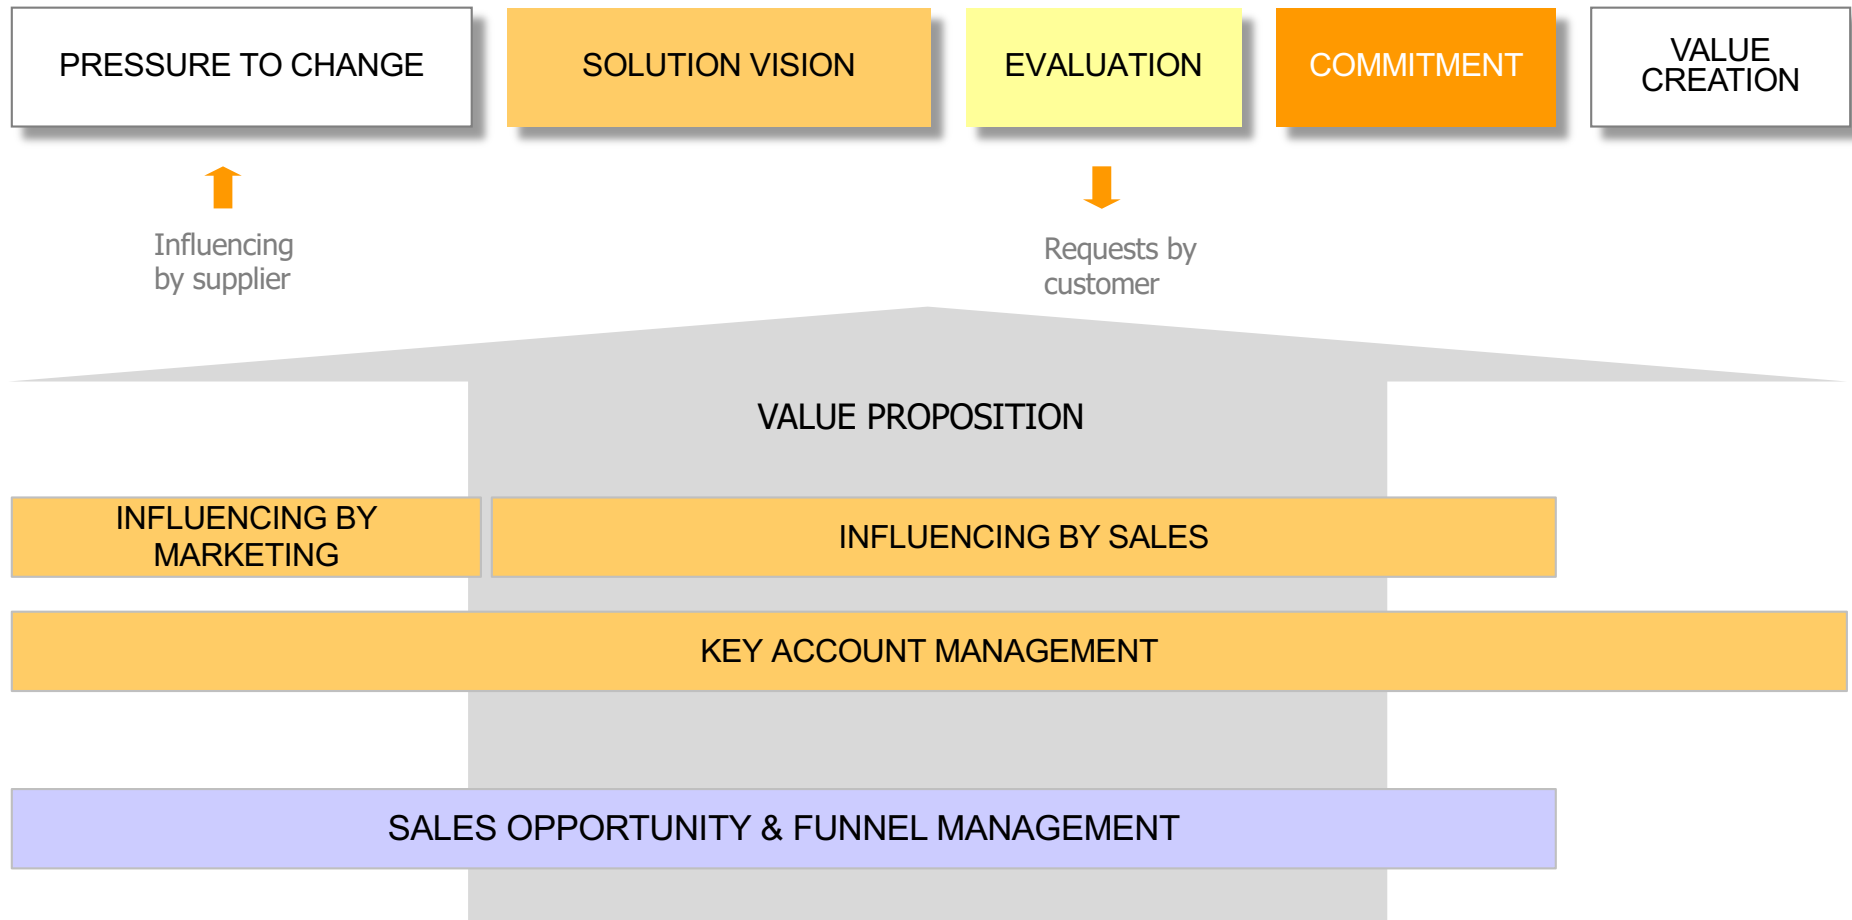 PRESSURE TO CHANGE
SOLUTION VISION
EVALUATION
COMMITMENT
VALUE
CREATION
Influencing
by supplier
Requests by
customer
VALUE PROPOSITION
INFLUENCING BY
MARKETING
INFLUENCING BY SALES
KEY ACCOUNT MANAGEMENT
SALES OPPORTUNITY & FUNNEL MANAGEMENT